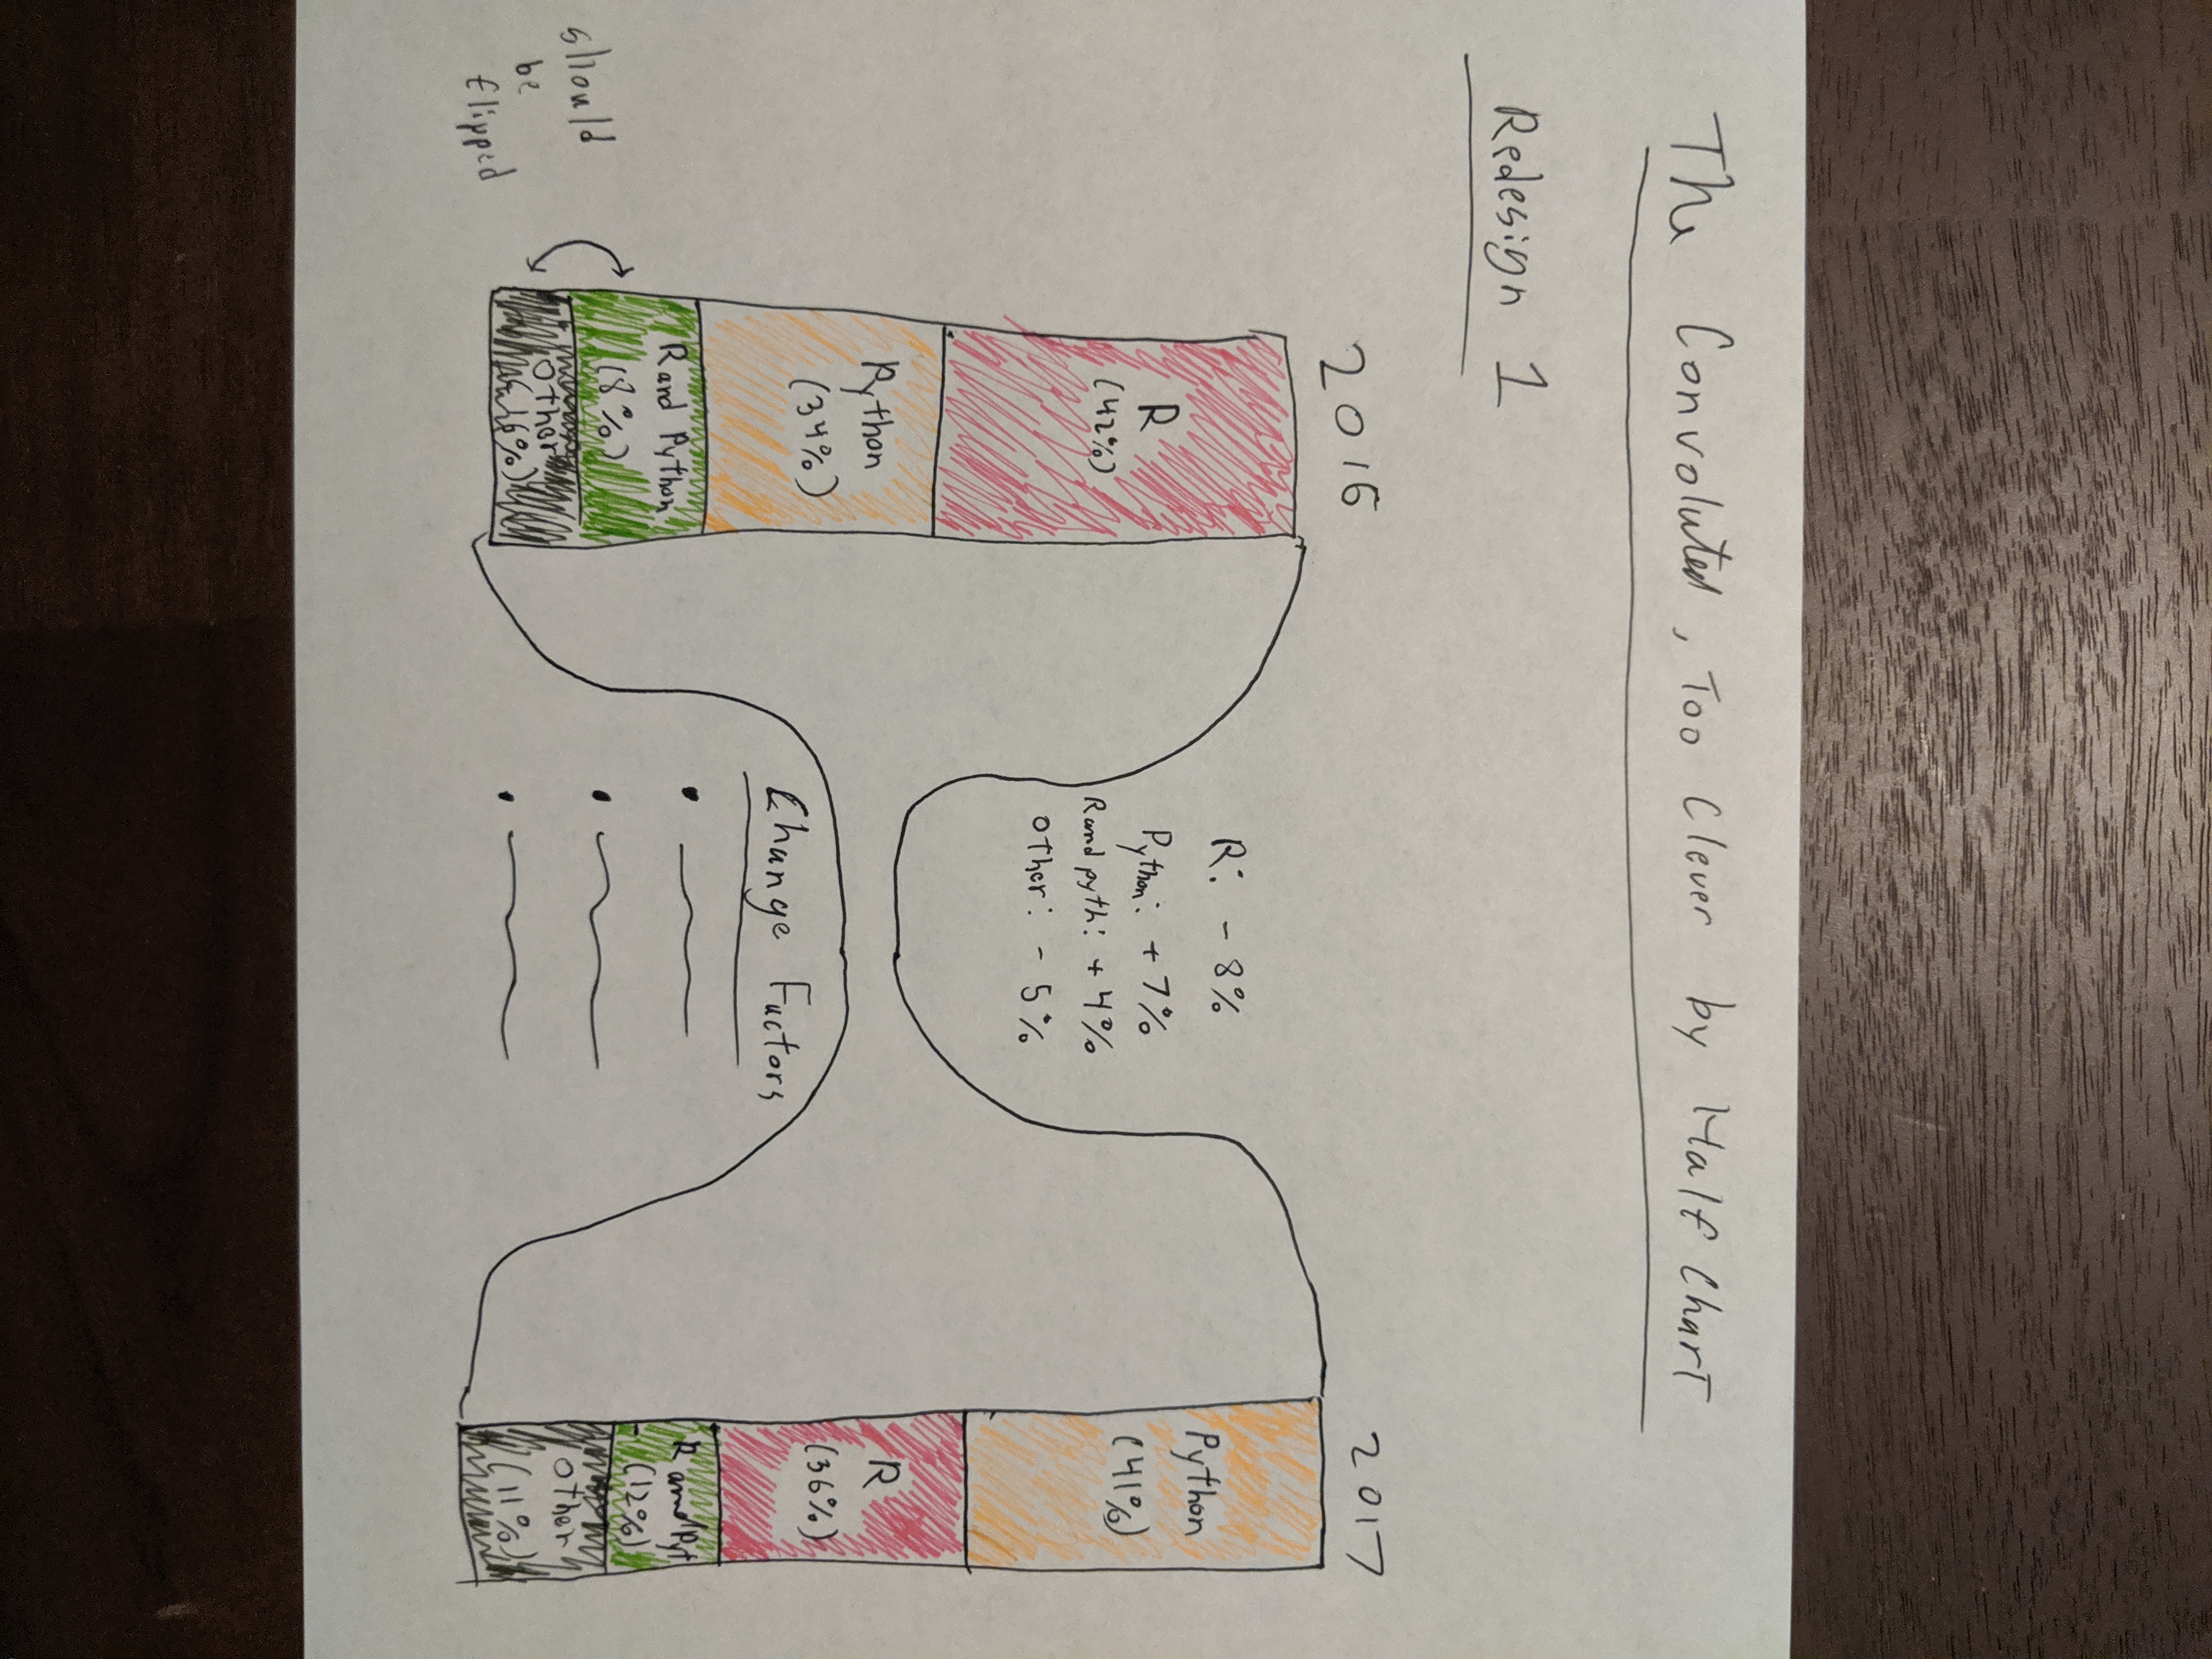 The Convoluted, Too Clever by Half Chart
Redesign 1
2016
R
(42%)
Python
(34%)
R and Python
(8%)
Other
(16%)
should
be
flipped
R: - 8%
Python: + 7%
R and pyth: + 4%
other: - 5%
Change Factors
2017
Python
(41%)
R
(36%)
R and Pyt
(12%)
Other
(11%)